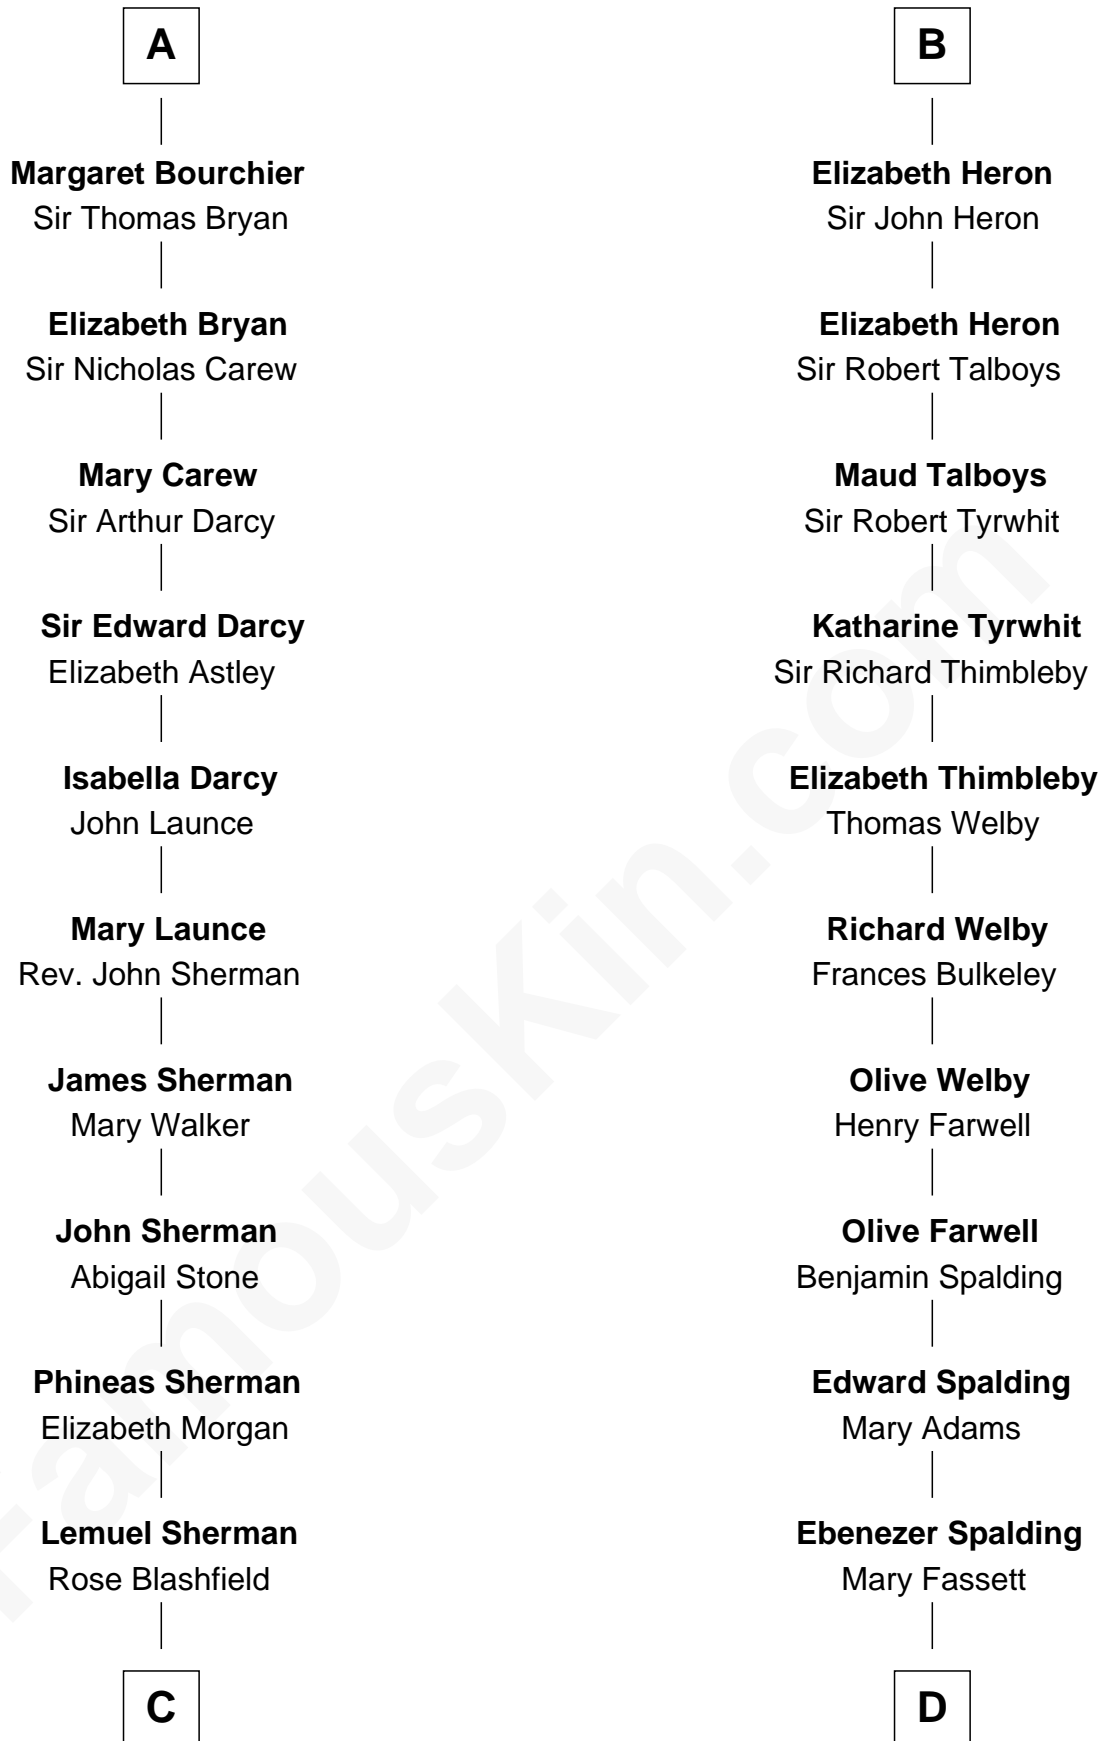 A
Margaret Bourchier
Sir Thomas Bryan
Elizabeth Bryan
Sir Nicholas Carew
Mary Carew
Sir Arthur Darcy
Sir Edward Darcy
Elizabeth Astley
Isabella Darcy
John Launce
Mary Launce
Rev. John Sherman
James Sherman
Mary Walker
John Sherman
Abigail Stone
Phineas Sherman
Elizabeth Morgan
Lemuel Sherman
Rose Blashfield
C
B
Elizabeth Heron
Sir John Heron
Elizabeth Heron
Sir Robert Talboys
Maud Talboys
Sir Robert Tyrwhit
Katharine Tyrwhit
Sir Richard Thimbleby
Elizabeth Thimbleby
Thomas Welby
Richard Welby
Frances Bulkeley
Olive Welby
Henry Farwell
Olive Farwell
Benjamin Spalding
Edward Spalding
Mary Adams
Ebenezer Spalding
Mary Fassett
D
FamousKin.com